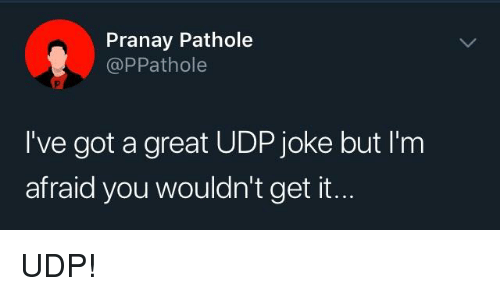 Pranay Pathole
@PPathole
I've got a great UDP joke but I'm
afraid you wouldn't get it...
UDP!